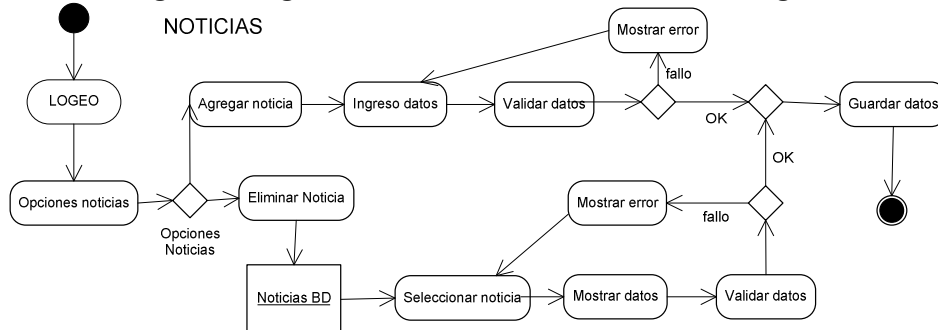 NOTICIAS
Mostrar error
fallo
LOGEO
Agregar noticia
Ingreso datos
Validar datos
Guardar datos
OK
OK
Opciones noticias
Eliminar Noticia
Mostrar error
fallo
Opciones
Noticias
Noticias BD
Seleccionar noticia
Mostrar datos
Validar datos